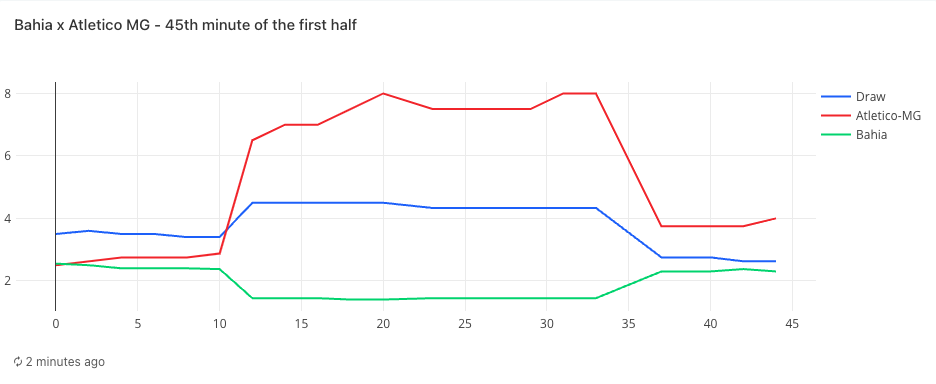 Bahia x Atletico MG - 45th minute of the first half
8
6
4
2
0 5 10 15 20 25 30 35 40 45
Draw
Atletico-MG
Bahia
2 minutes ago